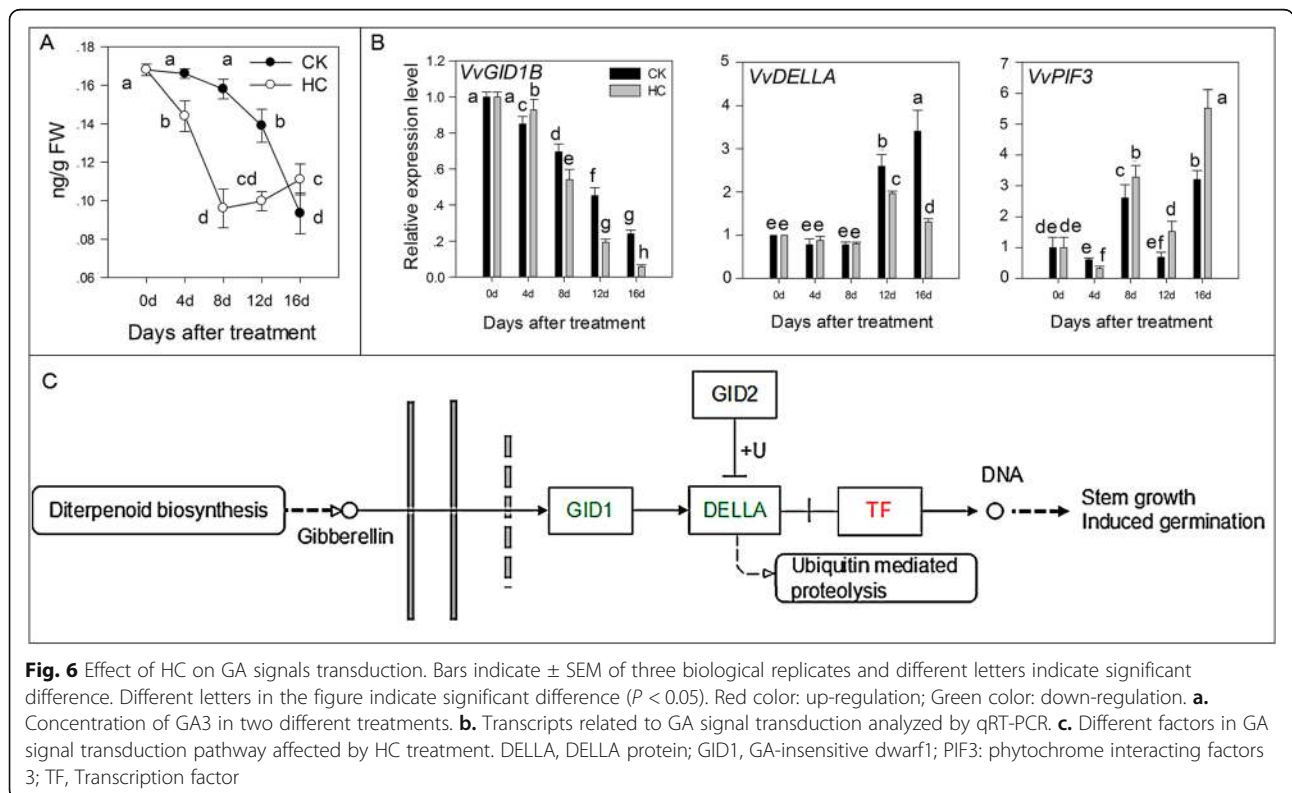 A
.18
.16
.14
.12
.10
.08
.06
ng/g FW
CK
HC
a
a
a
b
b
cd
c
d
d
0d 4d 8d 12d 16d
Days after treatment
B
VvGID1B
CK
HC
1.2
1.0
.8
.6
.4
.2
0.0
Relative expression level
a a
c b
d e
f g
g h
0d 4d 8d 12d 16d
Days after treatment
VvDELLA
5
4
3
2
1
0
e e e e e e
b c
a d
0d 4d 8d 12d 16d
Days after treatment
VvPIF3
7
6
5
4
3
2
1
0
de de
e f
c b
ef d
b a
0d 4d 8d 12d 16d
Days after treatment
C
GID2
+U
DNA
Diterpenoid biosynthesis
Gibberellin
GID1
DELLA
TF
Stem growth
Induced germination
Ubiquitin mediated
proteolysis
Fig. 6 Effect of HC on GA signals transduction. Bars indicate ± SEM of three biological replicates and different letters indicate significant
difference. Different letters in the figure indicate significant difference (P < 0.05). Red color: up-regulation; Green color: down-regulation. a.
Concentration of GA3 in two different treatments. b. Transcripts related to GA signal transduction analyzed by qRT-PCR. c. Different factors in GA
signal transduction pathway affected by HC treatment. DELLA, DELLA protein; GID1, GA-insensitive dwarf1; PIF3: phytochrome interacting factors
3; TF, Transcription factor